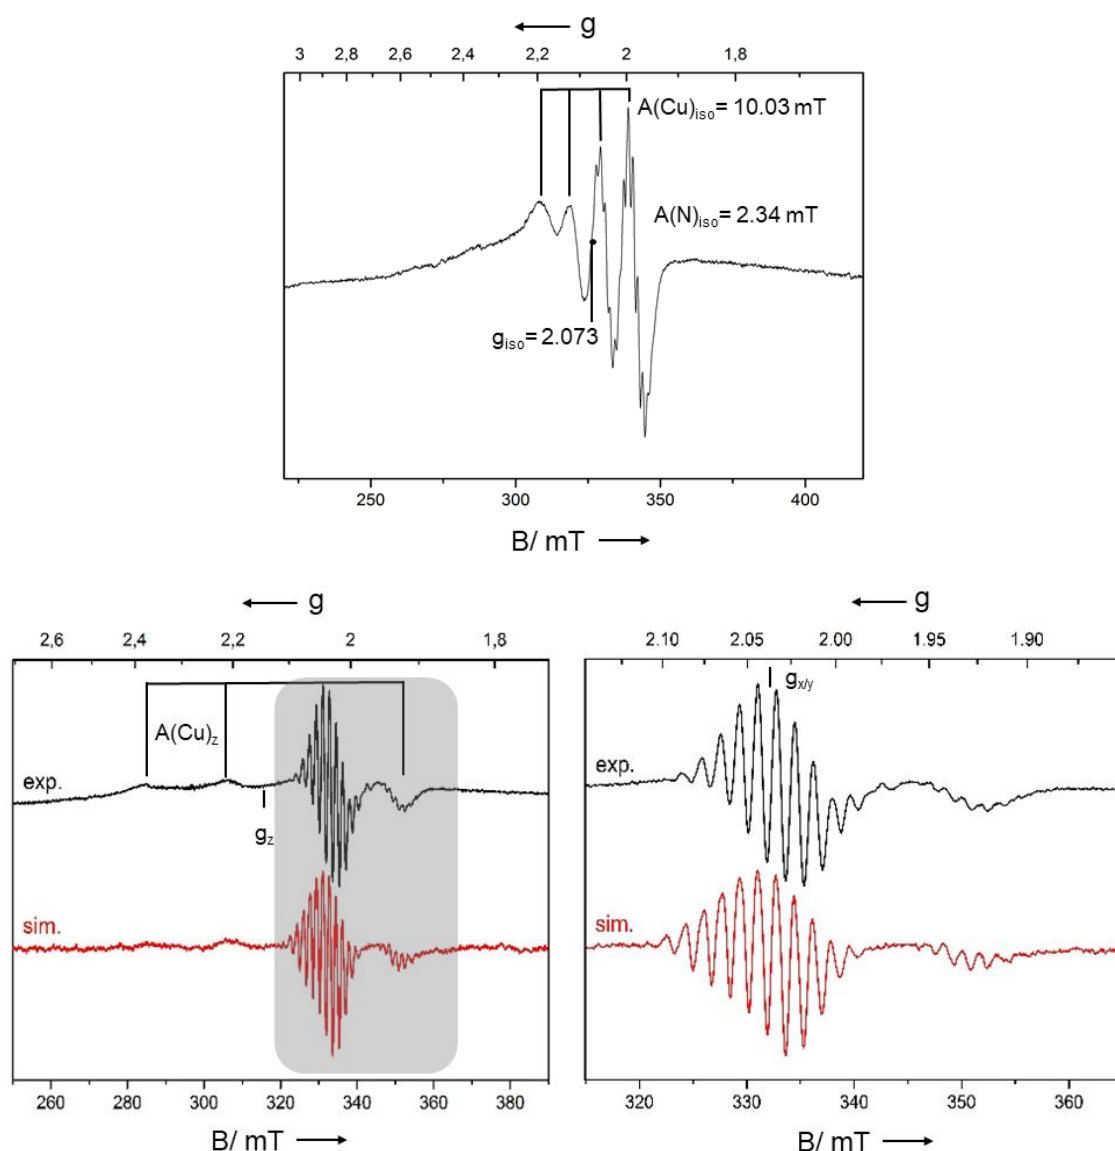 g
3 2,8 2,6 2,4 2,2 2 1,8
A(Cu)iso= 10.03 mT
A(N)iso= 2.34 mT
giso= 2.073
250 300 350 400
B/ mT
g
2,6 2,4 2,2 2 1,8
A(Cu)z
exp.
gz
sim.
260 280 300 320 340 360 380
B/ mT
g
2.10 2.05 2.00 1.95 1.90
gx/y
exp.
sim.
320 330 340 350 360
B/ mT